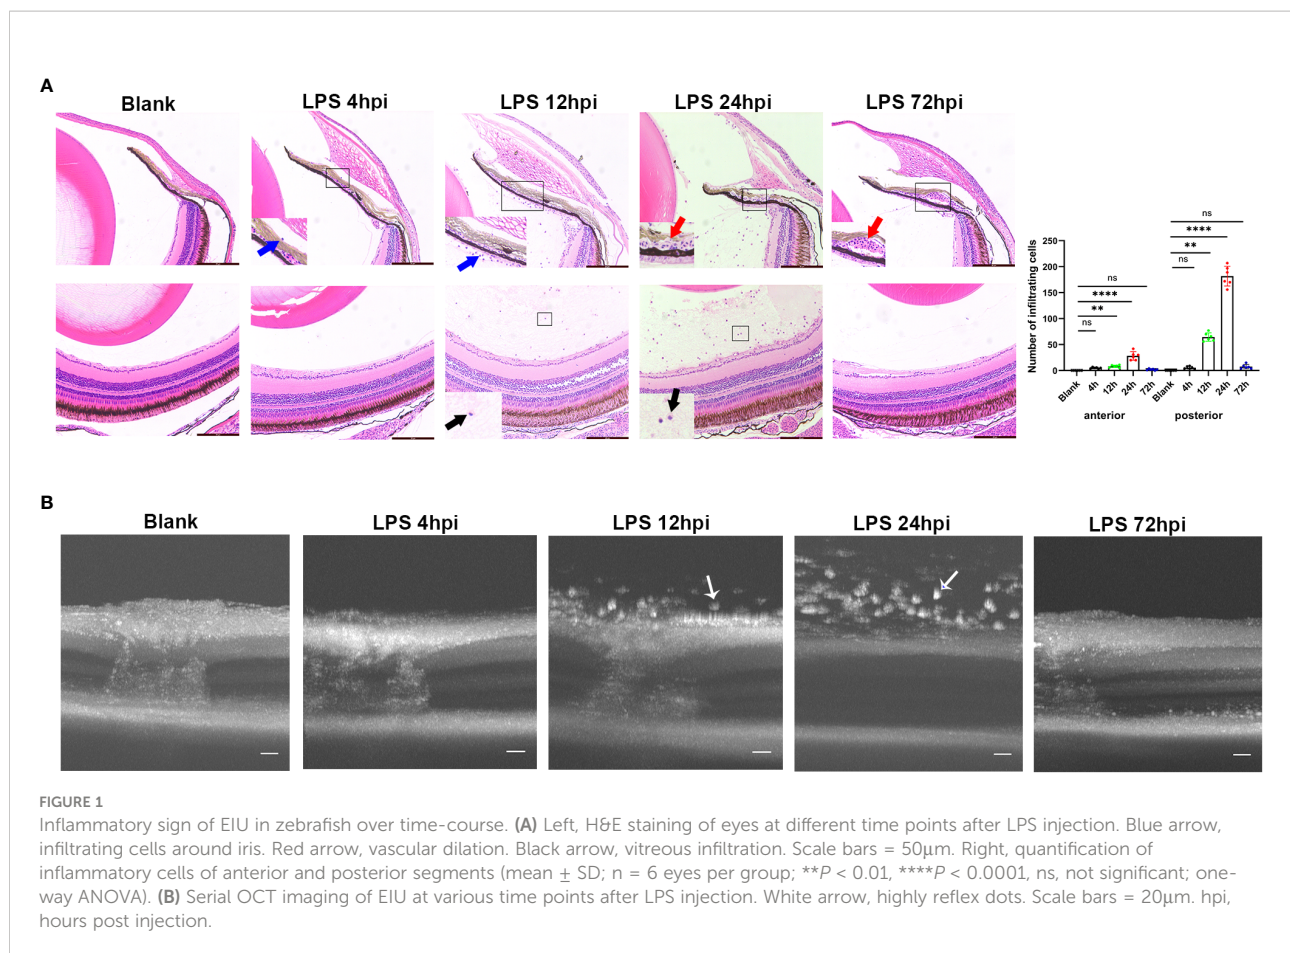 A
Blank
LPS 4hpi
LPS 12hpi
LPS 24hpi
LPS 72hpi
ns
****
**
ns
ns
****
**
ns
Number of infiltrating cells
250
200
150
100
50
0
Blank
4h
12h
24h
72h
Blank
4h
12h
24h
72h
anterior
posterior
B
Blank
LPS 4hpi
LPS 12hpi
LPS 24hpi
LPS 72hpi
FIGURE 1
Inflammatory sign of EIU in zebrafish over time-course. (A) Left, H&E staining of eyes at different time points after LPS injection. Blue arrow,
infiltrating cells around iris. Red arrow, vascular dilation. Black arrow, vitreous infiltration. Scale bars = 50μm. Right, quantification of
inflammatory cells of anterior and posterior segments (mean ± SD; n = 6 eyes per group; **P < 0.01, ****P < 0.0001, ns, not significant; one-
way ANOVA). (B) Serial OCT imaging of EIU at various time points after LPS injection. White arrow, highly reflex dots. Scale bars = 20μm. hpi,
hours post injection.